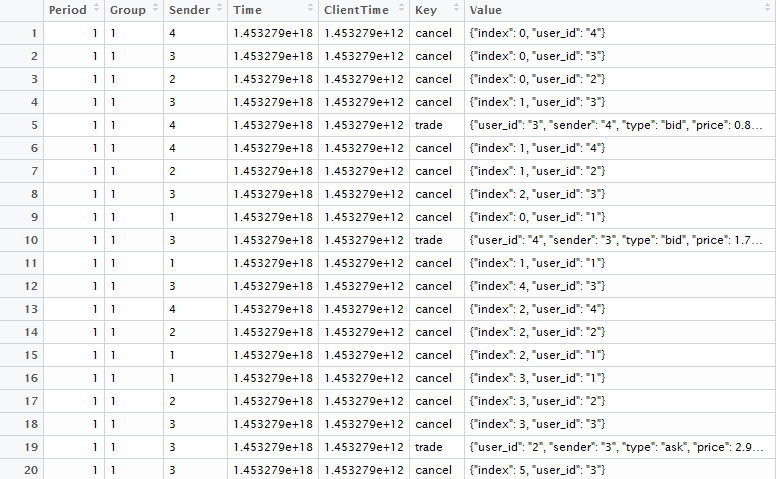 Period Group Sender Time ClientTime Key Value
1 1 1 4 1.453279e+18 1.453279e+12 cancel {"index": 0, "user_id": "4"}
2 1 1 3 1.453279e+18 1.453279e+12 cancel {"index": 0, "user_id": "3"}
3 1 1 2 1.453279e+18 1.453279e+12 cancel {"index": 0, "user_id": "2"}
4 1 1 3 1.453279e+18 1.453279e+12 cancel {"index": 1, "user_id": "3"}
5 1 1 4 1.453279e+18 1.453279e+12 trade {"user_id": "3", "sender": "4", "type": "bid", "price": 0.8...
6 1 1 4 1.453279e+18 1.453279e+12 cancel {"index": 1, "user_id": "4"}
7 1 1 2 1.453279e+18 1.453279e+12 cancel {"index": 1, "user_id": "2"}
8 1 1 3 1.453279e+18 1.453279e+12 cancel {"index": 2, "user_id": "3"}
9 1 1 1 1.453279e+18 1.453279e+12 cancel {"index": 0, "user_id": "1"}
10 1 1 3 1.453279e+18 1.453279e+12 trade {"user_id": "4", "sender": "3", "type": "bid", "price": 1.7...
11 1 1 1 1.453279e+18 1.453279e+12 cancel {"index": 1, "user_id": "1"}
12 1 1 3 1.453279e+18 1.453279e+12 cancel {"index": 4, "user_id": "3"}
13 1 1 4 1.453279e+18 1.453279e+12 cancel {"index": 2, "user_id": "4"}
14 1 1 2 1.453279e+18 1.453279e+12 cancel {"index": 2, "user_id": "2"}
15 1 1 1 1.453279e+18 1.453279e+12 cancel {"index": 2, "user_id": "1"}
16 1 1 1 1.453279e+18 1.453279e+12 cancel {"index": 3, "user_id": "1"}
17 1 1 2 1.453279e+18 1.453279e+12 cancel {"index": 3, "user_id": "2"}
18 1 1 3 1.453279e+18 1.453279e+12 cancel {"index": 3, "user_id": "3"}
19 1 1 3 1.453279e+18 1.453279e+12 trade {"user_id": "2", "sender": "3", "type": "ask", "price": 2.9...
20 1 1 3 1.453279e+18 1.453279e+12 cancel {"index": 5, "user_id": "3"}